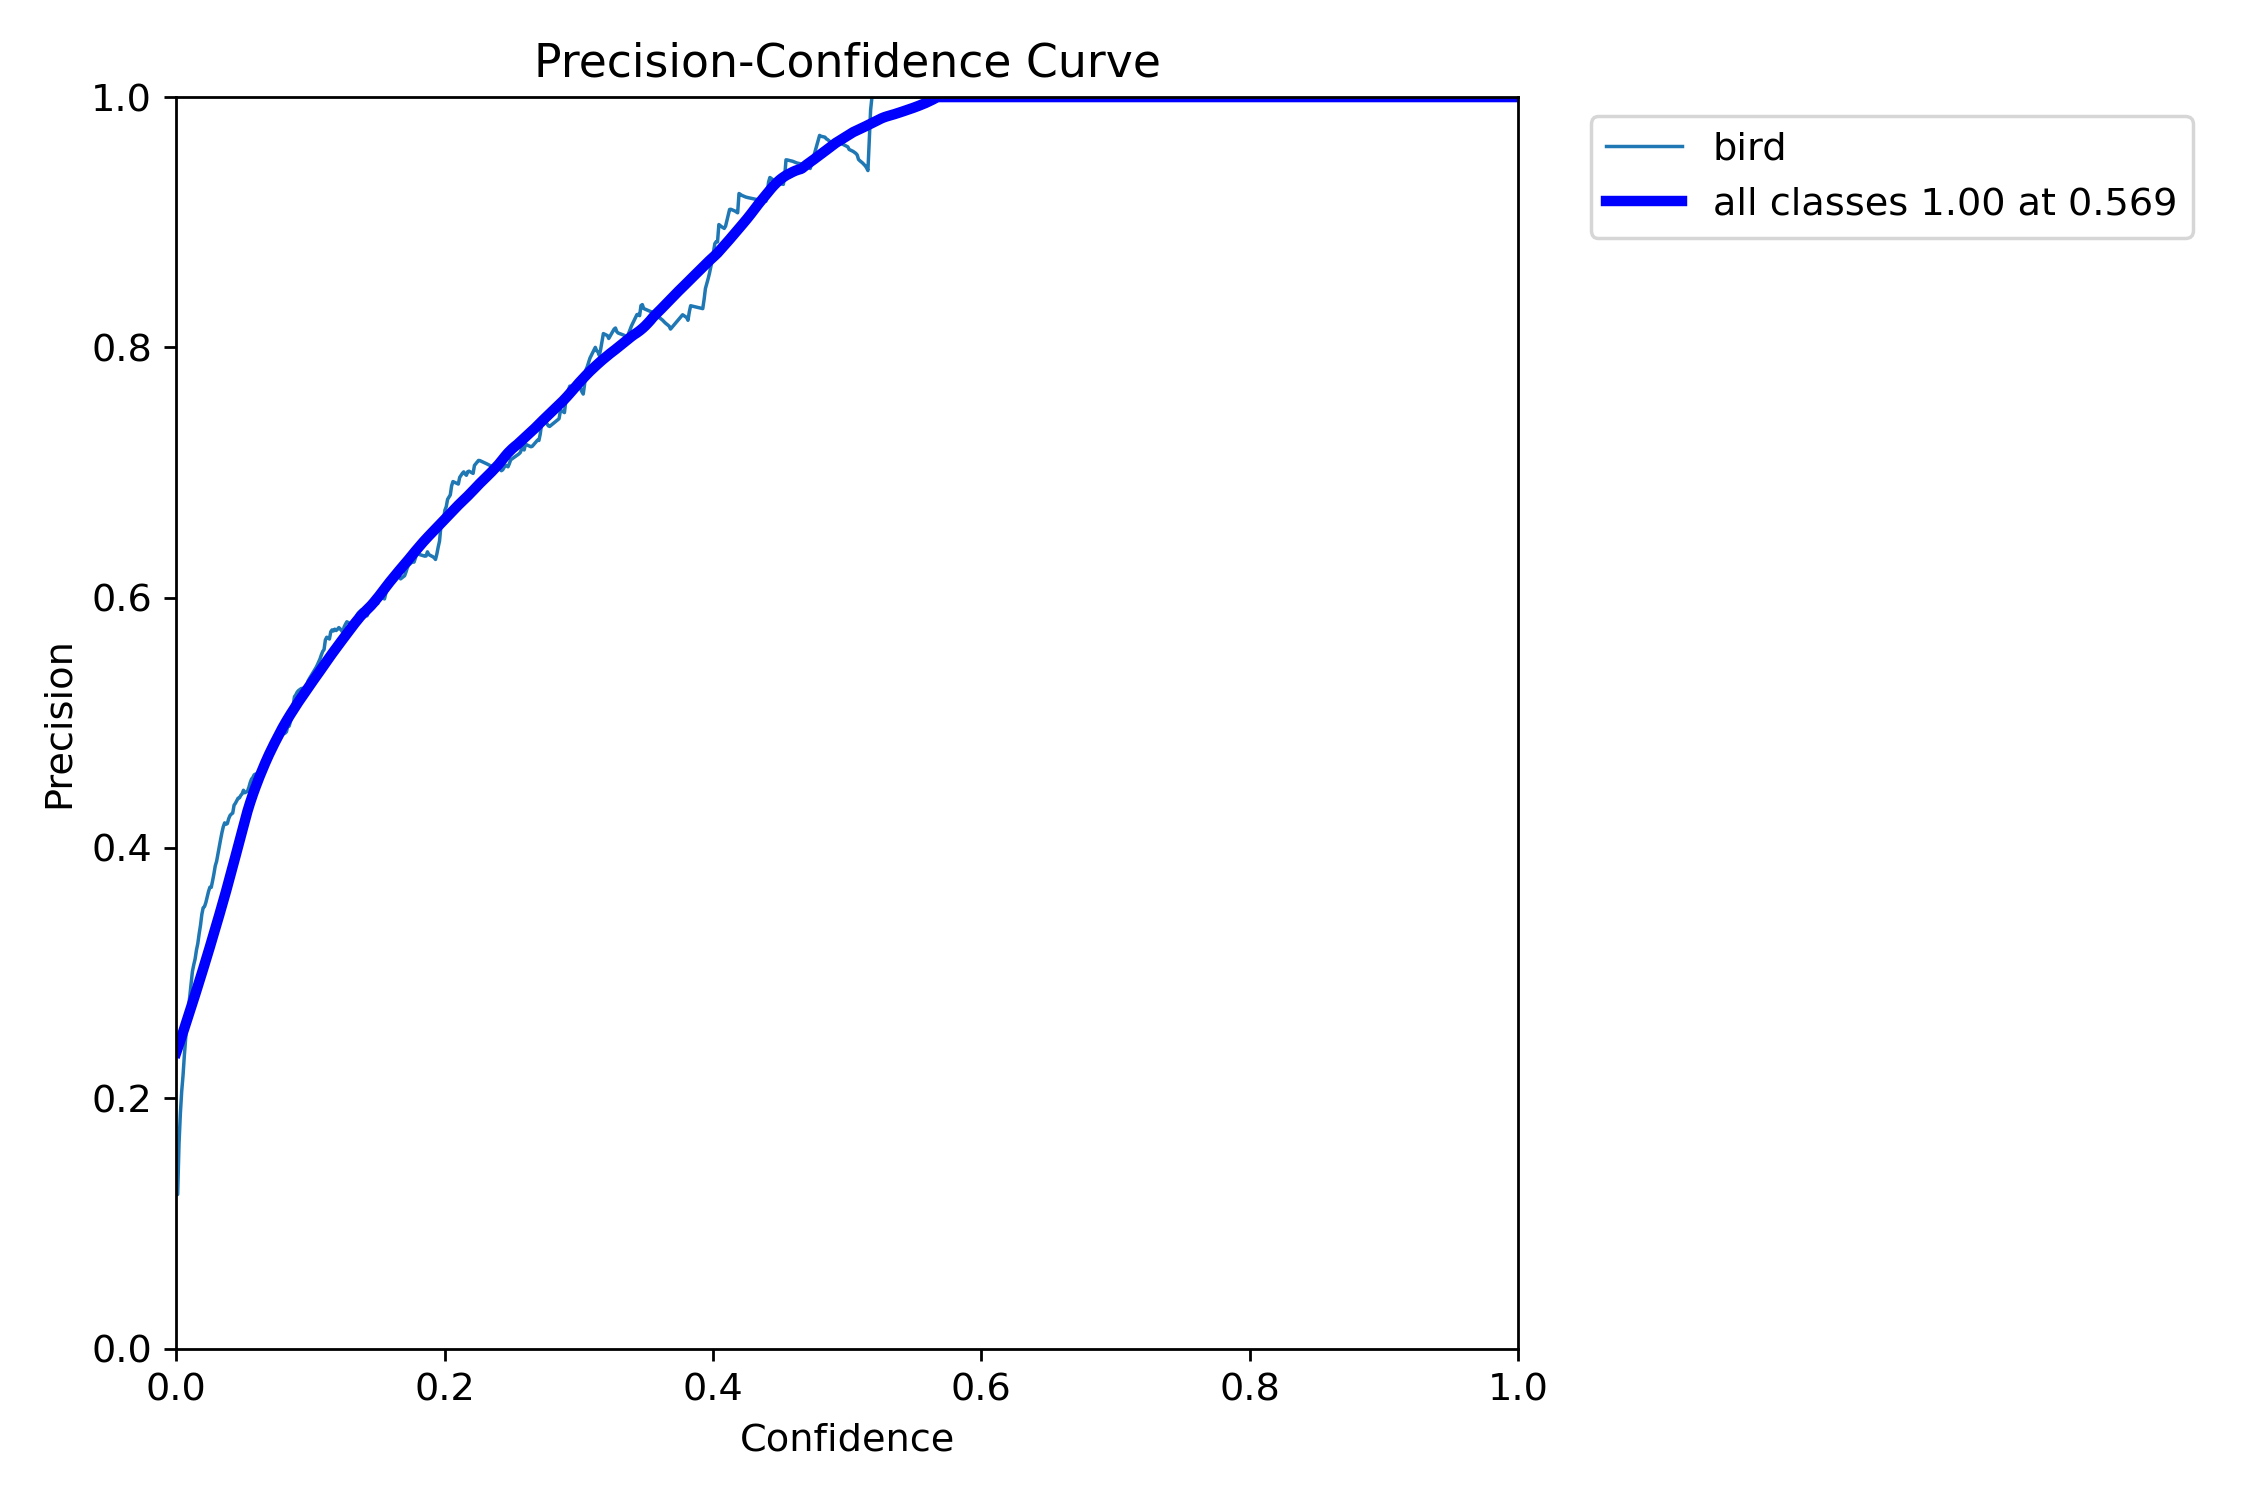 Precision-Confidence Curve
bird
all classes 1.00 at 0.569
Precision
1.0
0.8
0.6
0.4
0.2
0.0
0.0 0.2 0.4 0.6 0.8 1.0
Confidence